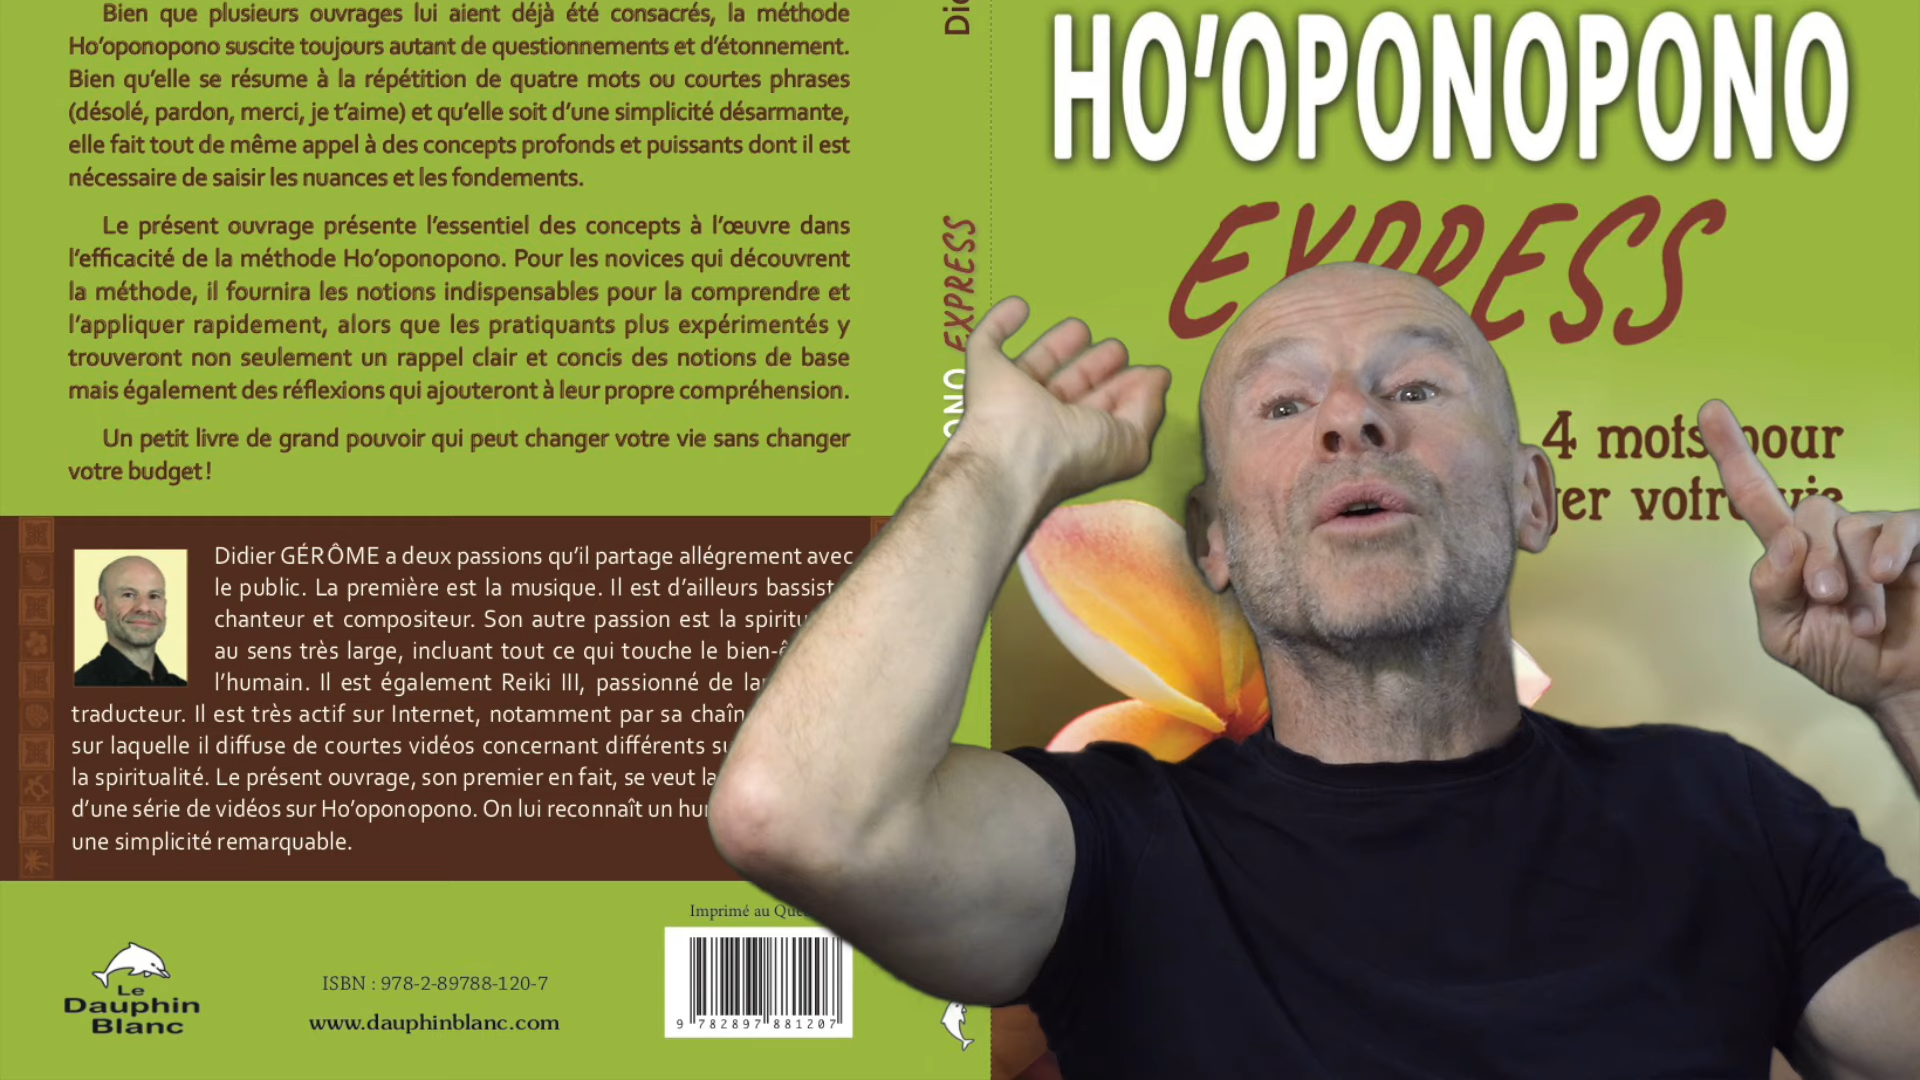 Bien que plusieurs ouvrages lui aient déjà été consacrés, la méthode
Ho’oponopono suscite toujours autant de questionnements et d’étonnement.
Bien qu’elle se résume à la répétition de quatre mots ou courtes phrases
(désolé, pardon, merci, je t’aime) et qu’elle soit d’une simplicité désarmante,
elle fait tout de même appel à des concepts profonds et puissants dont il est
nécessaire de saisir les nuances et les fondements.
Le présent ouvrage présente l’essentiel des concepts à l’œuvre dans
l’efficacité de la méthode Ho’oponopono. Pour les novices qui découvrent
la méthode, il fournira les notions indispensables pour la comprendre et
l’appliquer rapidement, alors que les pratiquants plus expérimentés y
trouveront non seulement un rappel clair et concis des notions de base
mais également des réflexions qui ajouteront à leur propre compréhension.
Un petit livre de grand pouvoir qui peut changer votre vie sans changer
votre budget !
Didier GÉRÔME a deux passions qu’il partage allégrement avec
le public. La première est la musique. Il est d’ailleurs
chanteur et compositeur. Son autre passion est la
au sens très large, incluant tout ce qui touche le
l’humain. Il est également Reiki III, passionné de
traducteur. Il est très actif sur Internet, notamment par sa
sur laquelle il diffuse de courtes vidéos concernant différents
la spiritualité. Le présent ouvrage, son premier en fait, se veut
d’une série de vidéos sur Ho’oponopono. On lui reconnaît un
une simplicité remarquable.
Imprimé au
Le
Dauphin
Blanc
ISBN : 978-2-89788-120-7
www.dauphinblanc.com
9 782897 881207
EXPRESS
HO’OPONOPONO
EXPRESS
4 mots pour
votre vie